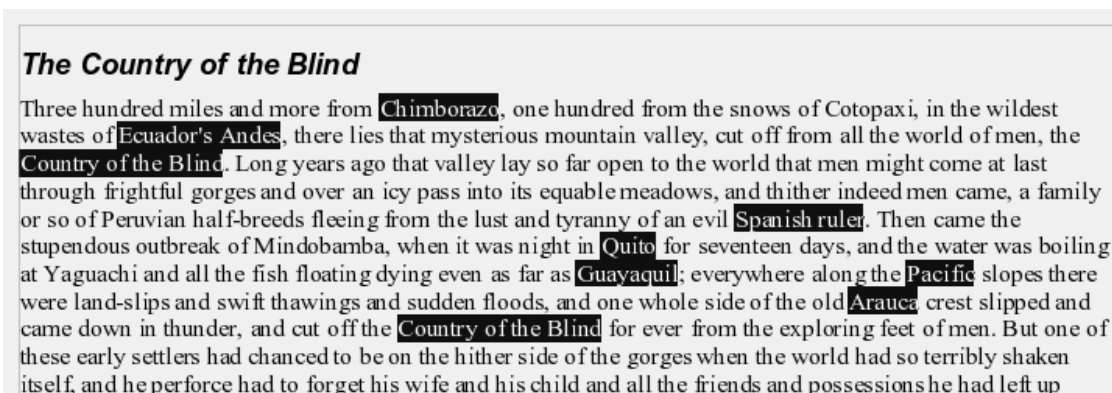 The Country of the Blind
Three hundred miles and more from Chimborazo, one hundred from the snows of Cotopaxi, in the wildest
wastes of Ecuador's Andes, there lies that mysterious mountain valley, cut off from all the world of men, the
Country of the Blind. Long years ago that valley lay so far open to the world that men might come at last
through frightful gorges and over an icy pass into its equable meadows, and thither indeed men came, a family
or so of Peruvian half-breeds fleeing from the lust and tyranny of an evil Spanish ruler. Then came the
stupendous outbreak of Mindobamba, when it was night in Quito for seventeen days, and the water was boiling
at Yaguachi and all the fish floating dying even as far as Guayaquil; everywhere along the Pacific slopes there
were land-slips and swift thawings and sudden floods, and one whole side of the old Arauca crest slipped and
came down in thunder, and cut off the Country of the Blind for ever from the exploring feet of men. But one of
these early settlers had chanced to be on the hither side of the gorges when the world had so terribly shaken
itself, and he perforce had to forget his wife and his child and all the friends and possessions he had left up